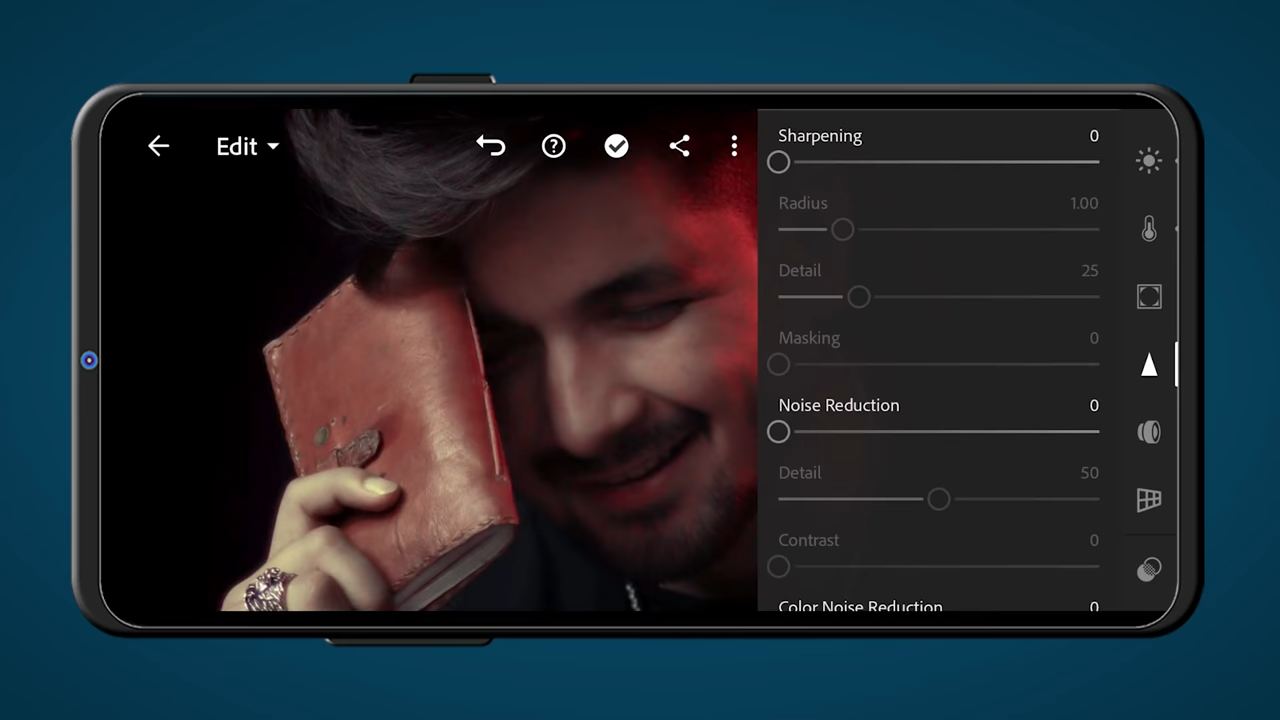 Edit
Sharpening 0
Radius 1.00
Detail 25
Masking 0
Noise Reduction 0
Detail 50
Contrast 0
Color Noise Reduction 0